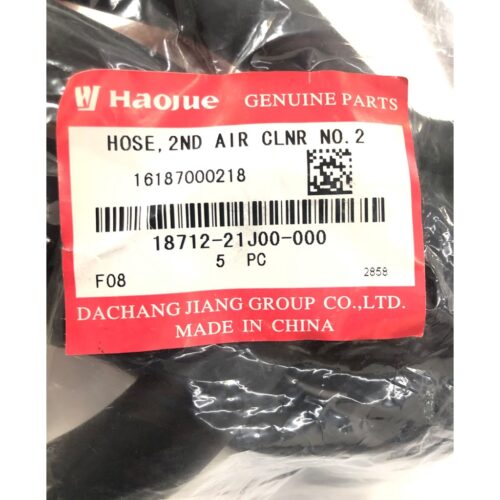 Haojue GENUINE PARTS
HOSE, 2ND AIR CLNR NO.2
16187000218
18712-21J00-000
5 PC
F08 2858
DACHANG JIANG GROUP CO.,LTD.
MADE IN CHINA